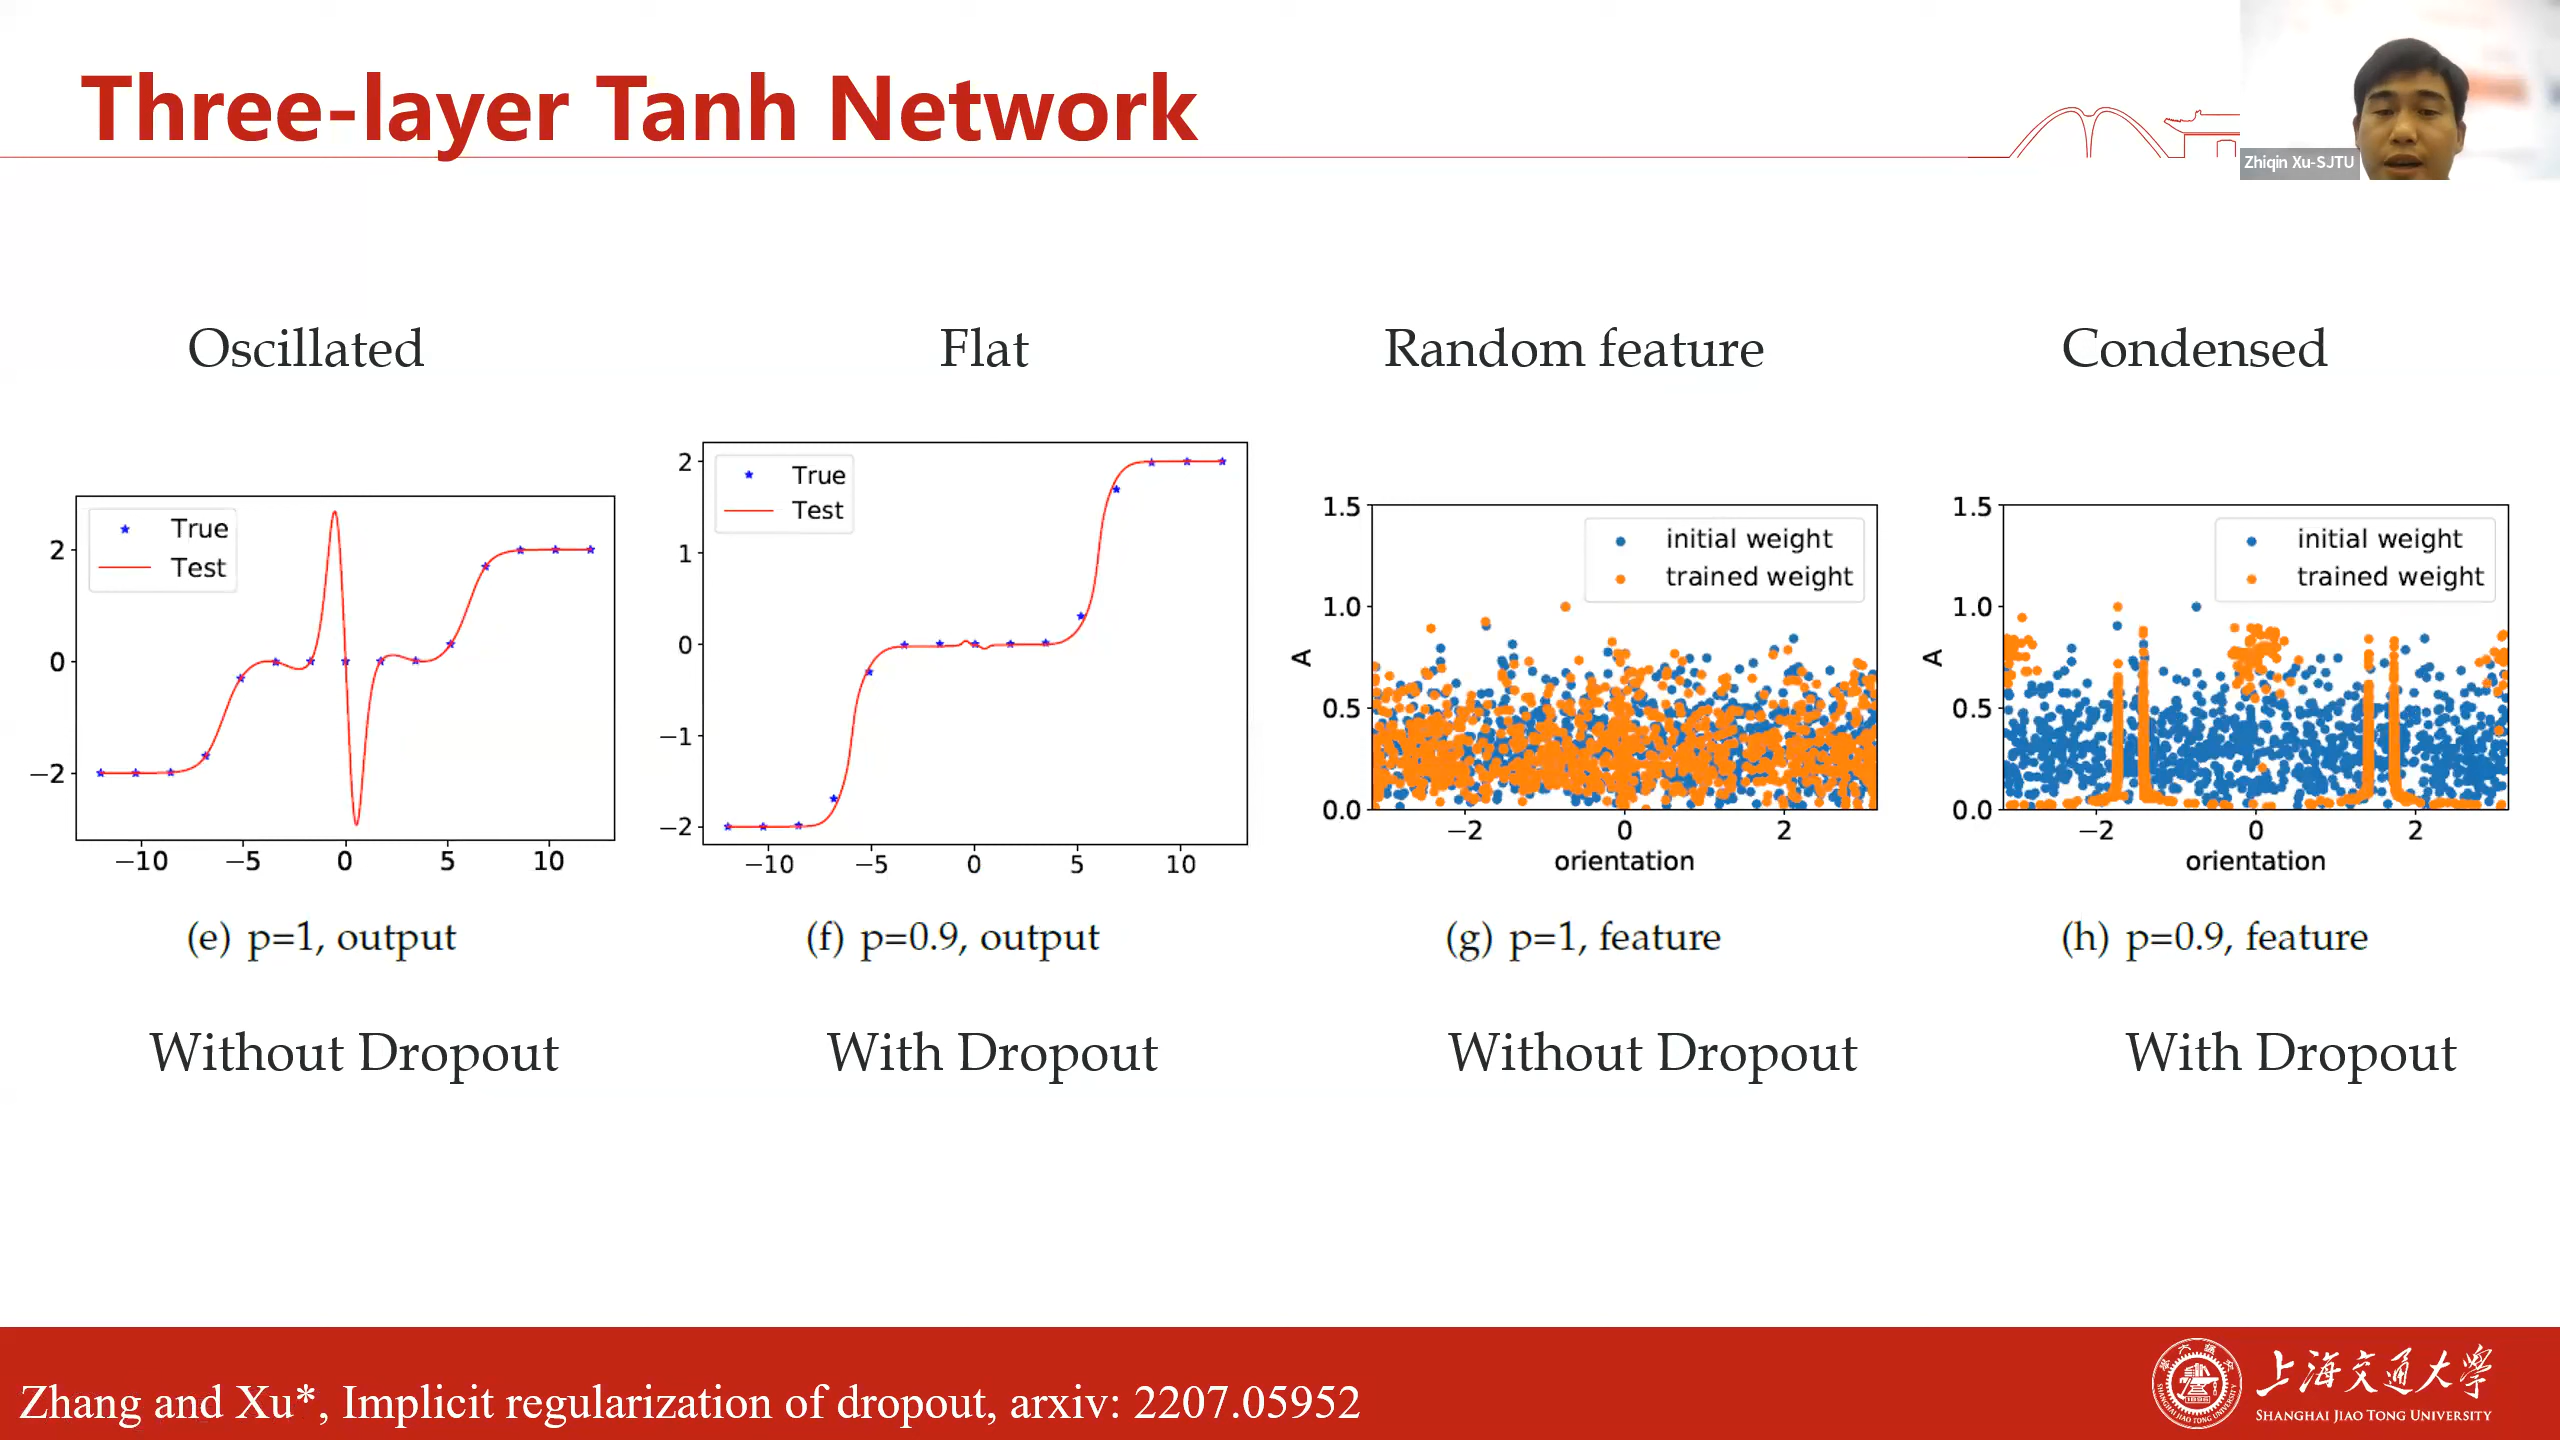 Three-layer Tanh Network
Zhiqin Xu-SJTU
Oscillated
Flat
Random feature
Condensed
True
Test
2
0
−2
−10
−5
0
5
10
True
Test
2
1
0
−1
−2
−10
−5
0
5
10
initial weight
trained weight
1.5
1.0
0.5
0.0
A
−2
0
2
orientation
initial weight
trained weight
1.5
1.0
0.5
0.0
A
−2
0
2
orientation
(e) p=1, output
(f) p=0.9, output
(g) p=1, feature
(h) p=0.9, feature
Without Dropout
With Dropout
Without Dropout
With Dropout
Zhang and Xu*, Implicit regularization of dropout, arxiv: 2207.05952
上海交通大学
SHANGHAI JIAO TONG UNIVERSITY